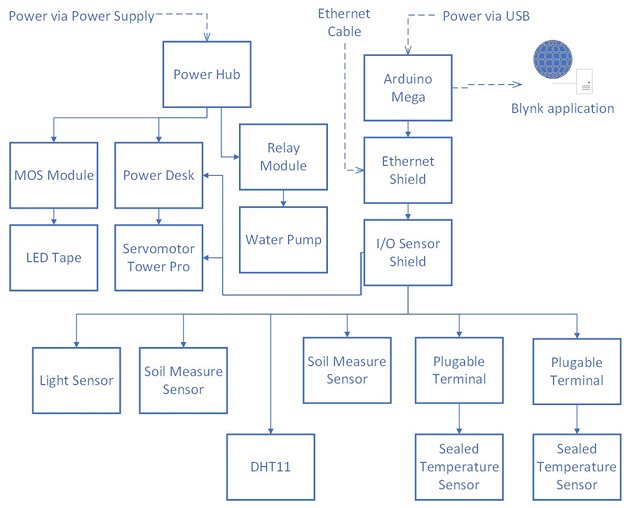 Power via Power Supply
Ethernet
Cable
Power via USB
Power Hub
Arduino
Mega
Blynk application
MOS Module
Power Desk
Relay
Module
Ethernet
Shield
LED Tape
Servomotor
Tower Pro
Water Pump
I/O Sensor
Shield
Light Sensor
Soil Measure
Sensor
Soil Measure
Sensor
Plugable
Terminal
Plugable
Terminal
DHT11
Sealed
Temperature
Sensor
Sealed
Temperature
Sensor